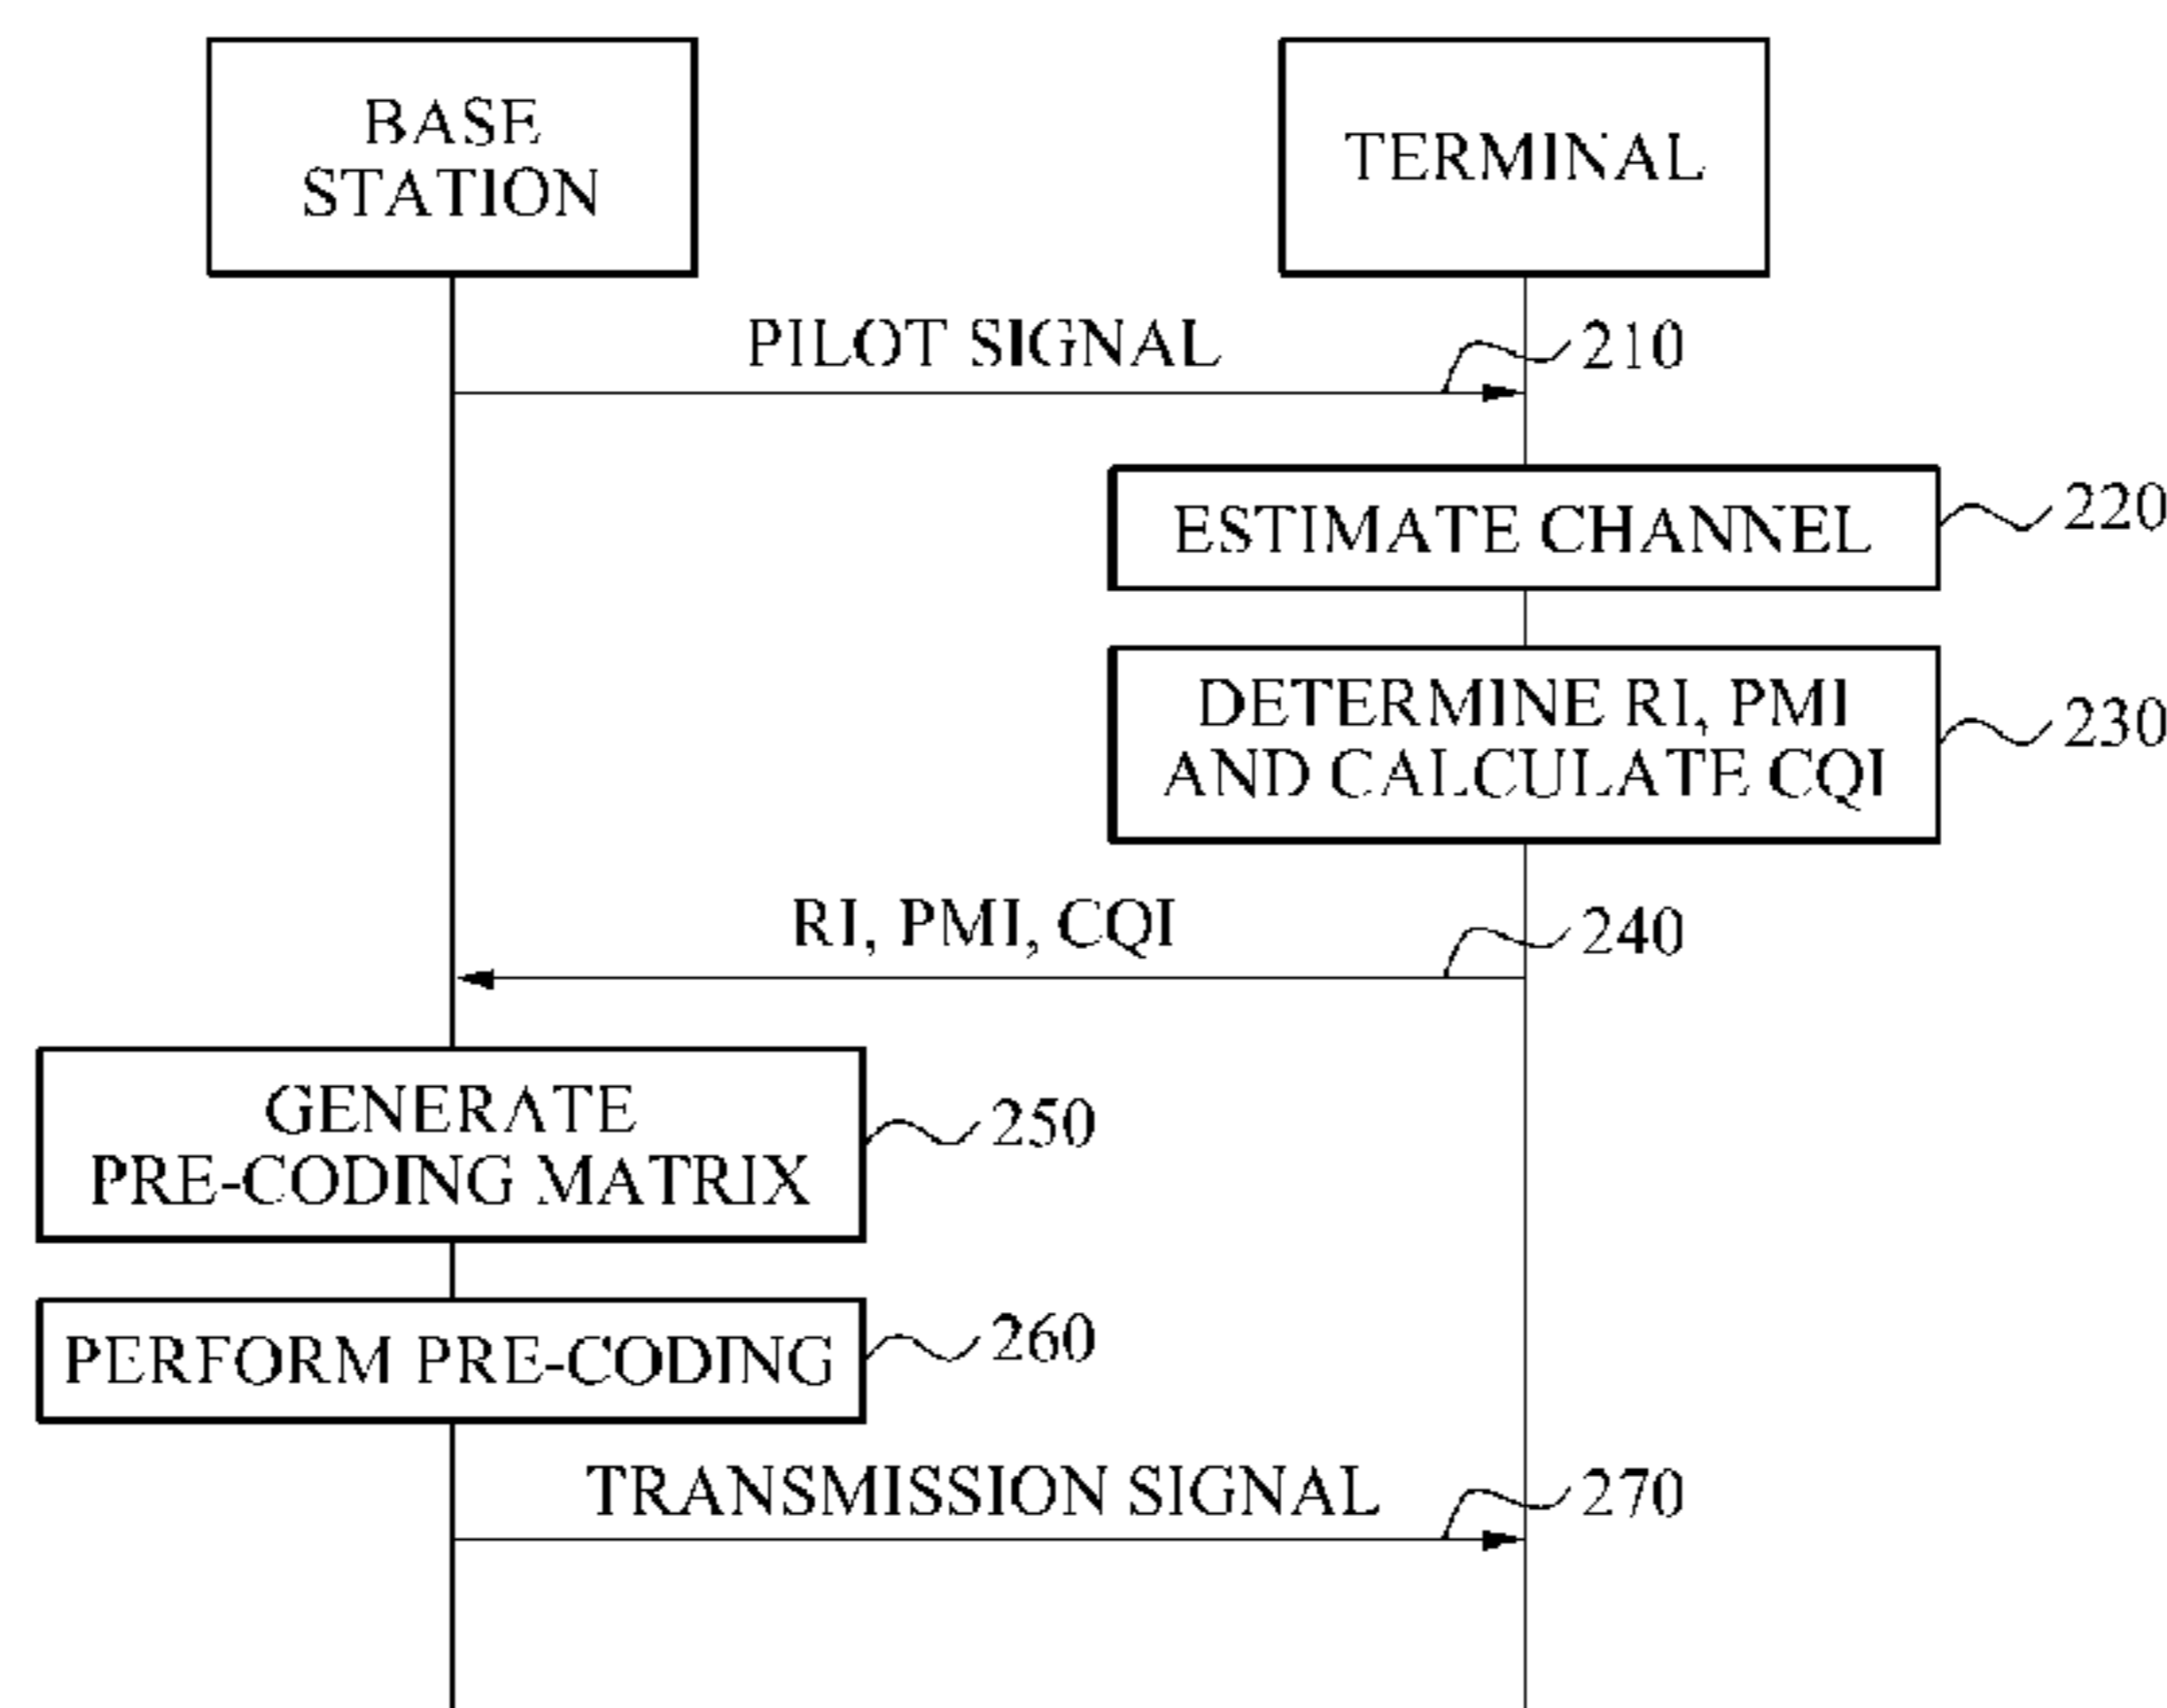 BASE
STATION
TERMINAL
PILOT SIGNAL
210
ESTIMATE CHANNEL
220
DETERMINE RI, PMI
AND CALCULATE CQI
230
RI, PMI, CQI
240
GENERATE
PRE-CODING MATRIX
250
PERFORM PRE-CODING
260
TRANSMISSION SIGNAL
270